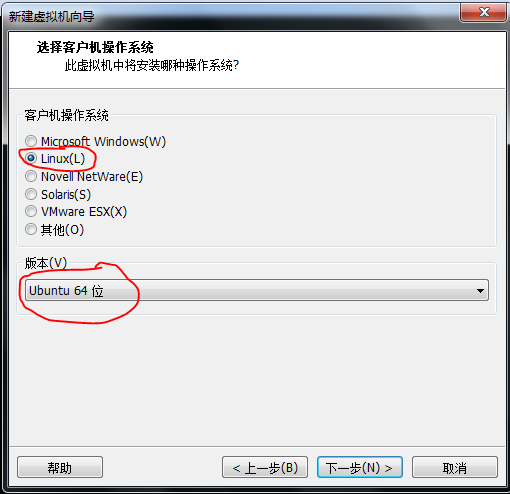 新建虚拟机向导
选择客户机操作系统
此虚拟机中将安装哪种操作系统?
客户机操作系统
Microsoft Windows(W)
Linux(L)
Novell NetWare(E)
Solaris(S)
VMware ESX(X)
其他(O)
版本(V)
Ubuntu 64 位
帮助
< 上一步(B)
下一步(N) >
取消